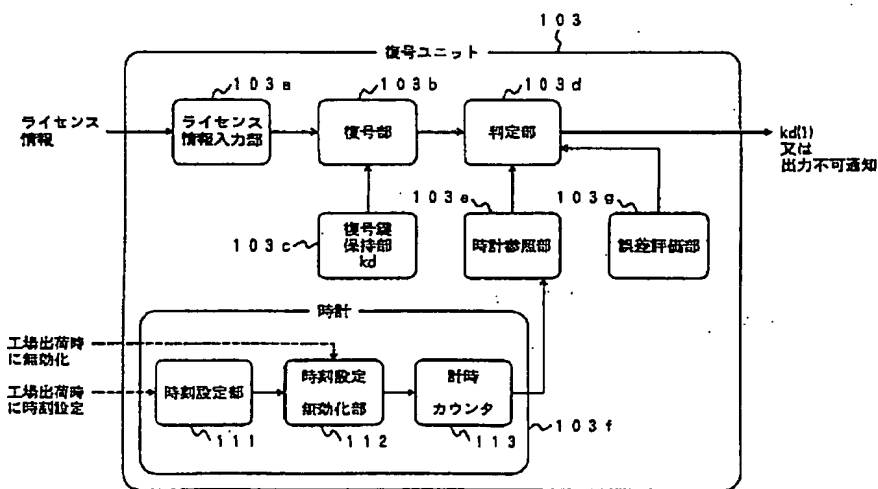 103
復号ユニット
103a
103b
103d
ライセンス
情報
ライセンス
情報入力部
復号部
判定部
kd(1)
又は
出力不可通知
103c
復号鍵
保持部
kd
103e
時計参照部
103g
誤差評価部
時計
工場出荷時
に無効化
工場出荷時
に時刻設定
時刻設定部
111
時刻設定
無効化部
112
計時
カウンタ
113
103f